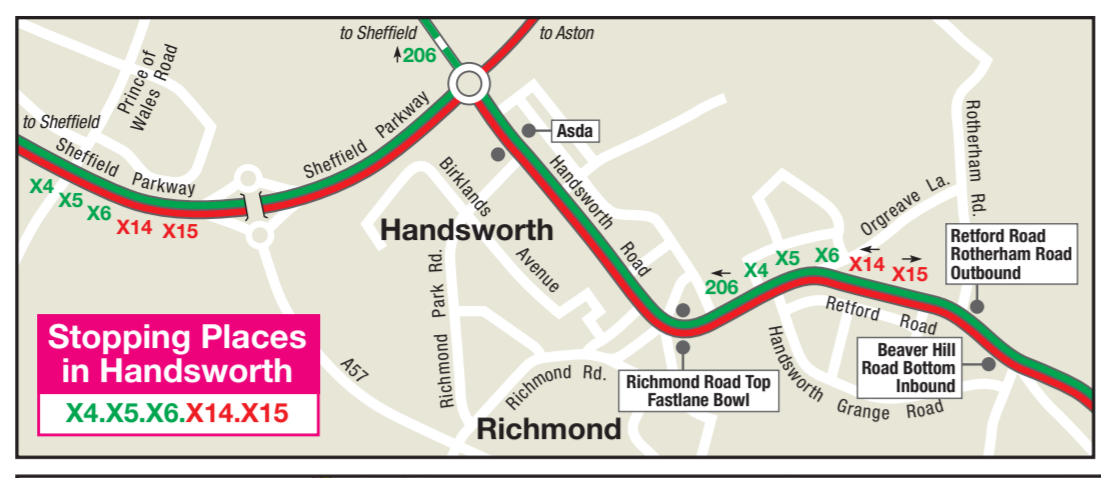 to Sheffield
↑206
to Aston
Prince of
Wales Road
to Sheffield
Sheffield Parkway
Sheffield Parkway
X4
X5
X6
X14
X15
Asda
Birklands
Avenue
Handsworth
Road
Handsworth
Rotherham Rd.
Orgreave La.
Retford Road
Rotherham Road
Outbound
←
206
X4
X5
X6
←
X14
→
X15
Richmond Park Rd.
Retford Road
Stopping Places
in Handsworth
X4.X5.X6.X14.X15
A57
Richmond Rd.
Richmond Road Top
Fastlane Bowl
Handsworth Grange Road
Beaver Hill
Road Bottom
Inbound
Richmond